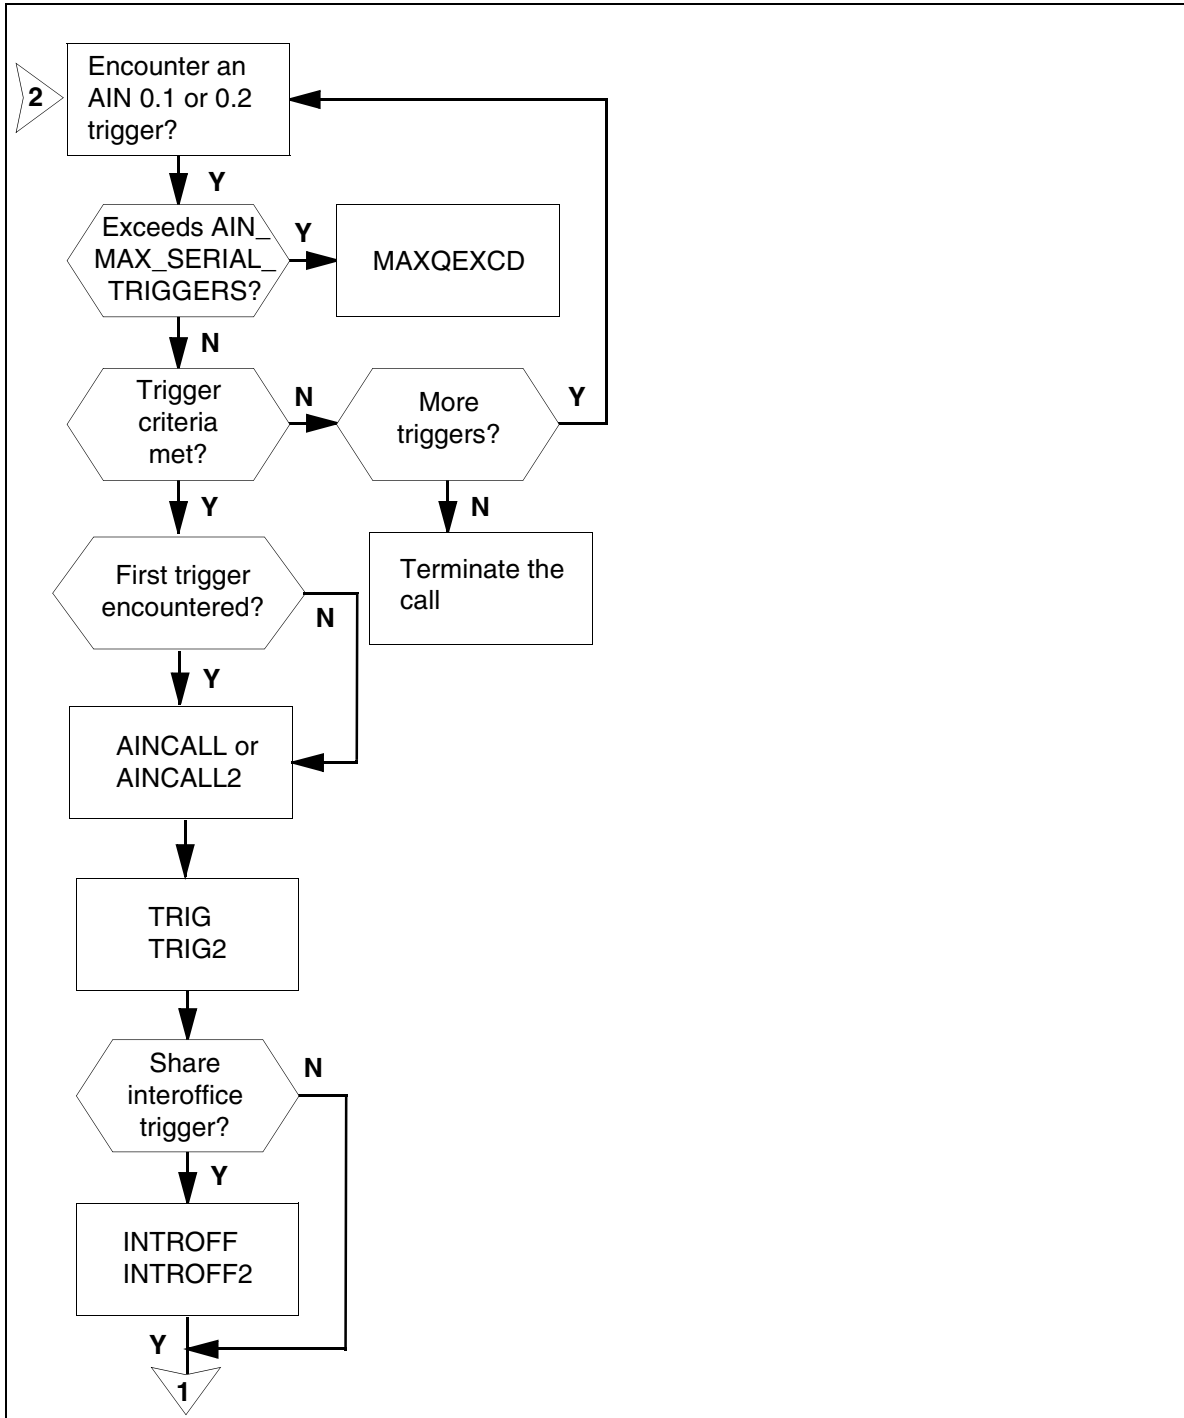 2
Encounter an
AIN 0.1 or 0.2
trigger?
Y
Exceeds AIN_
MAX_SERIAL_
TRIGGERS?
Y
MAXQEXCD
N
Trigger
criteria
met?
N
More
triggers?
Y
Y
N
First trigger
encountered?
N
Terminate the
call
Y
AINCALL or
AINCALL2
TRIG
TRIG2
Share
interoffice
trigger?
N
Y
INTROFF
INTROFF2
Y
1